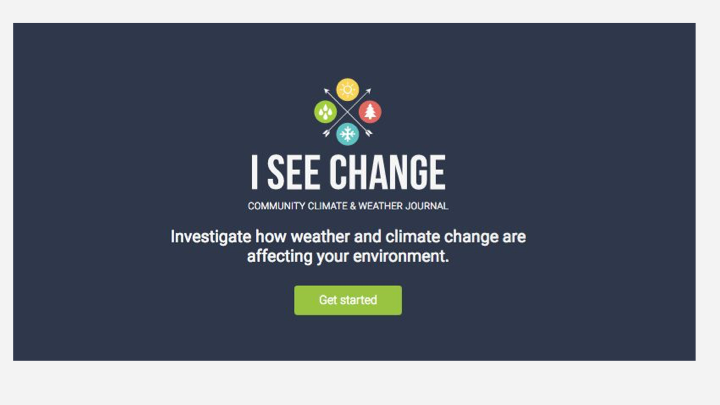 I SEE CHANGE
COMMUNITY CLIMATE & WEATHER JOURNAL
Investigate how weather and climate change are
affecting your environment.
Get started